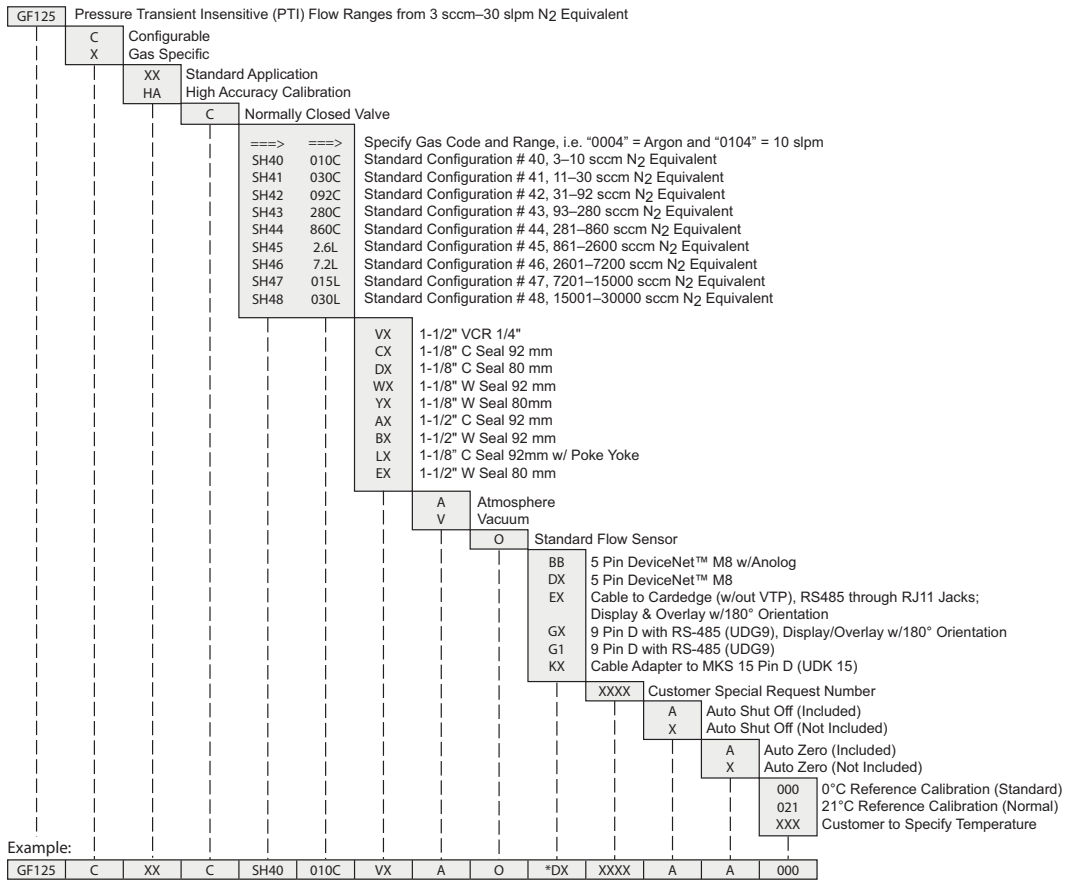 GF125 Pressure Transient Insensitive (PTI) Flow Ranges from 3 sccm–30 slpm N2 Equivalent
C Configurable
X Gas Specific
XX Standard Application
HA High Accuracy Calibration
C Normally Closed Valve
===> ===> Specify Gas Code and Range, i.e. “0004” = Argon and “0104” = 10 slpm
SH40 010C Standard Configuration # 40, 3–10 sccm N2 Equivalent
SH41 030C Standard Configuration # 41, 11–30 sccm N2 Equivalent
SH42 092C Standard Configuration # 42, 31–92 sccm N2 Equivalent
SH43 280C Standard Configuration # 43, 93–280 sccm N2 Equivalent
SH44 860C Standard Configuration # 44, 281–860 sccm N2 Equivalent
SH45 2.6L Standard Configuration # 45, 861–2600 sccm N2 Equivalent
SH46 7.2L Standard Configuration # 46, 2601–7200 sccm N2 Equivalent
SH47 015L Standard Configuration # 47, 7201–15000 sccm N2 Equivalent
SH48 030L Standard Configuration # 48, 15001–30000 sccm N2 Equivalent
VX 1-1/2" VCR 1/4"
CX 1-1/8" C Seal 92 mm
DX 1-1/8" C Seal 80 mm
WX 1-1/8" W Seal 92 mm
YX 1-1/8" W Seal 80mm
AX 1-1/2" C Seal 92 mm
BX 1-1/2" W Seal 92 mm
LX 1-1/8” C Seal 92mm w/ Poke Yoke
EX 1-1/2" W Seal 80 mm
A Atmosphere
V Vacuum
O Standard Flow Sensor
BB 5 Pin DeviceNet™ M8 w/Anolog
DX 5 Pin DeviceNet™ M8
EX Cable to Cardedge (w/out VTP), RS485 through RJ11 Jacks;
Display & Overlay w/180° Orientation
GX 9 Pin D with RS-485 (UDG9), Display/Overlay w/180° Orientation
G1 9 Pin D with RS-485 (UDG9)
KX Cable Adapter to MKS 15 Pin D (UDK 15)
XXXX Customer Special Request Number
A Auto Shut Off (Included)
X Auto Shut Off (Not Included)
A Auto Zero (Included)
X Auto Zero (Not Included)
000 0°C Reference Calibration (Standard)
021 21°C Reference Calibration (Normal)
XXX Customer to Specify Temperature
Example:
GF125 C XX C SH40 010C VX A O *DX XXXX A A 000